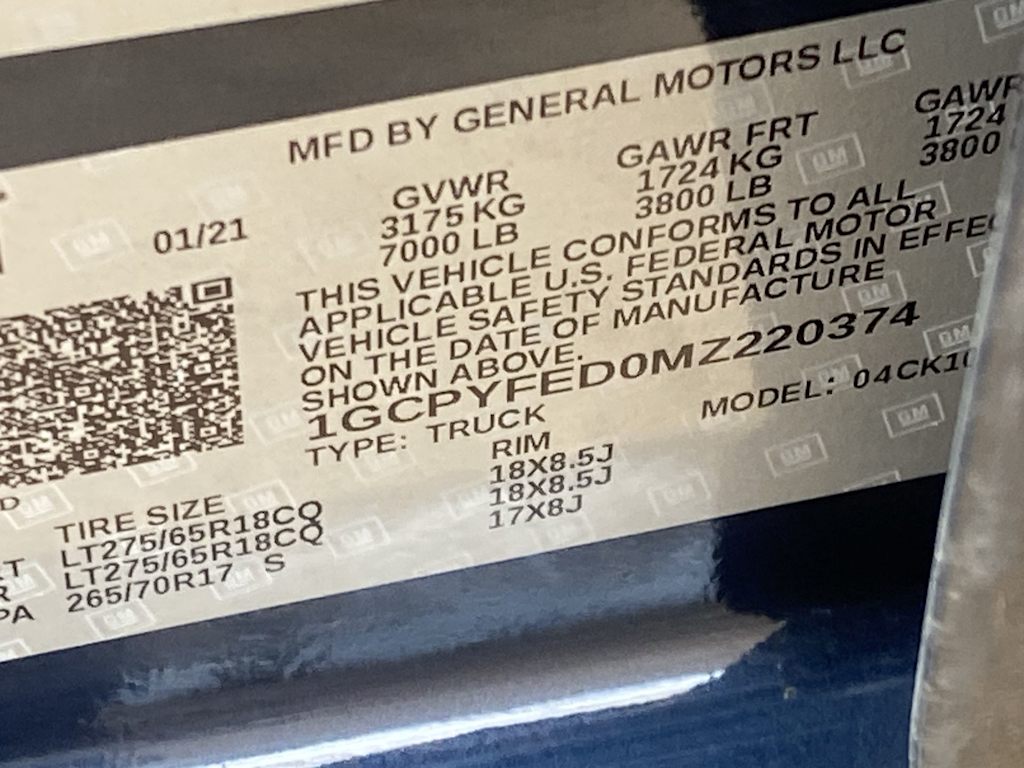 MFD BY GENERAL MOTORS LLC
01/21
GVWR
3175 KG
7000 LB
GAWR FRT
1724 KG
3800 LB
GAWR
1724
3800
THIS VEHICLE CONFORMS TO ALL
APPLICABLE U.S. FEDERAL MOTOR
VEHICLE SAFETY STANDARDS IN EFFEC
ON THE DATE OF MANUFACTURE
SHOWN ABOVE.
1GCPYFED0MZ220374
TYPE: TRUCK
MODEL: 04CK10
TIRE SIZE
RIM
LT275/65R18CQ
18X8.5J
LT275/65R18CQ
18X8.5J
265/70R17 S
17X8J
GM